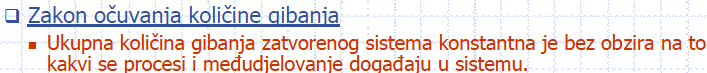 Zakon očuvanja količine gibanja
Ukupna količina gibanja zatvorenog sistema konstantna je bez obzira na to
kakvi se procesi i međudjelovanje događaju u sistemu.